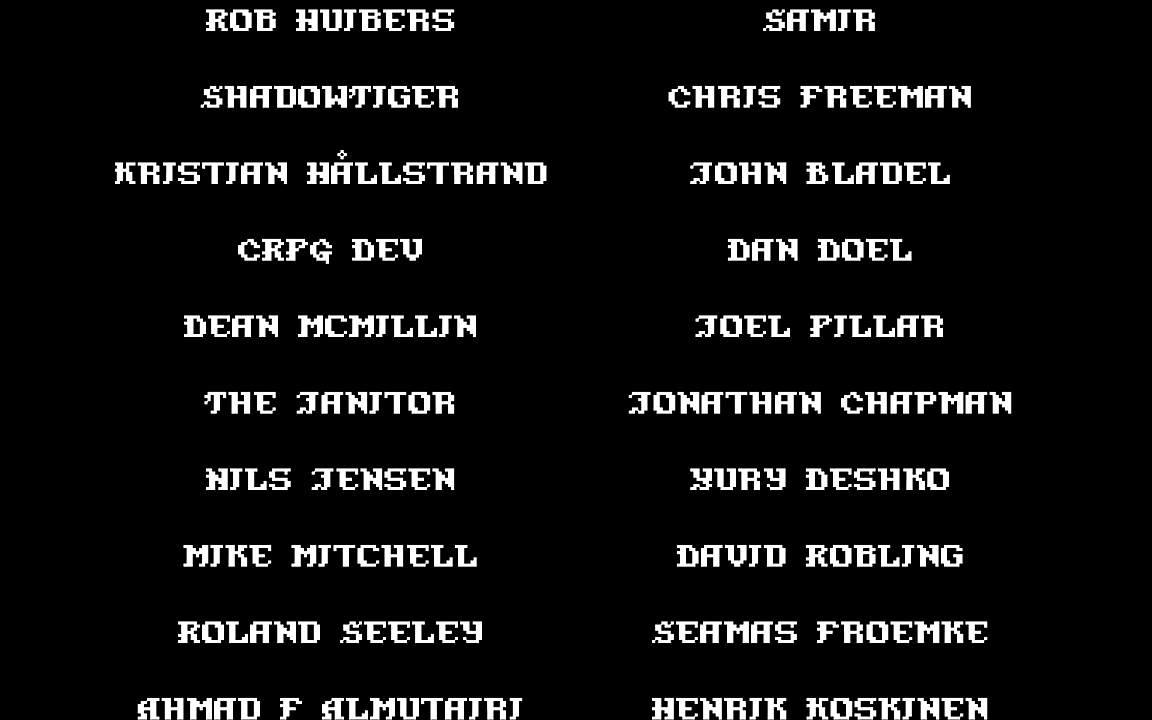 ROB HUIBERS SAMIR
SHADOWTIGER CHRIS FREEMAN
KRISTIAN HÅLLSTRAND JOHN BLADEL
CRPG DEV DAN DOEL
DEAN MCMILLIN JOEL PILLAR
THE JANITOR JONATHAN CHAPMAN
NILS JENSEN YURY DESHKO
MIKE MITCHELL DAVID ROBLING
ROLAND SEELEY SEAMAS FROEMKE
AHMAD F ALMUTAIRI HENRIK KOSKINEN